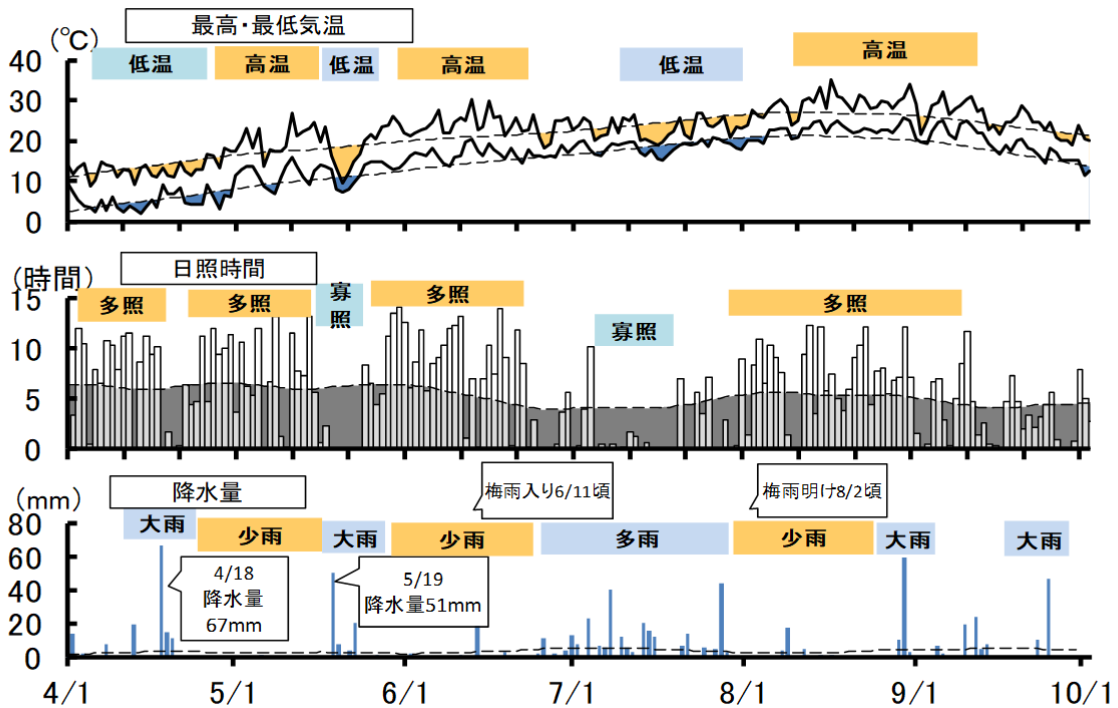 最高・最低気温
(℃)
低温
高温
低温
高温
低温
高温
40
30
20
10
0
日照時間
(時間)
多照
多照
寡
照
多照
寡照
多照
15
10
5
0
降水量
(mm)
梅雨入り6/11頃
梅雨明け8/2頃
大雨
少雨
大雨
少雨
多雨
少雨
大雨
大雨
80
60
40
20
0
4/18
降水量
67mm
5/19
降水量51mm
4/1
5/1
6/1
7/1
8/1
9/1
10/1